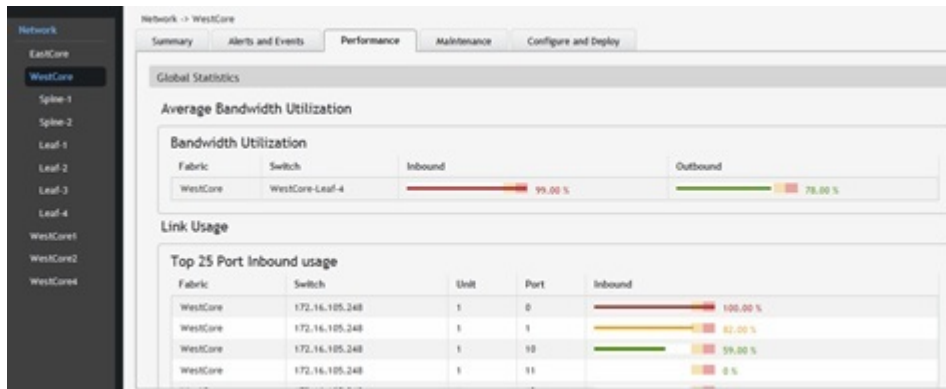 Network -> WestCore
Network
EastCore
WestCore
Spine-1
Spine-2
Leaf-1
Leaf-2
Leaf-3
Leaf-4
WestCore1
WestCore2
WestCore4
Summary Alerts and Events Performance Maintenance Configure and Deploy
Global Statistics
Average Bandwidth Utilization
Bandwidth Utilization
Fabric Switch Inbound Outbound
WestCore WestCore-Leaf-4 99.00 % 78.00 %
Link Usage
Top 25 Port Inbound usage
Fabric Switch Unit Port Inbound
WestCore 172.16.105.248 1 0 100.00 %
WestCore 172.16.105.248 1 1 82.00 %
WestCore 172.16.105.248 1 10 59.00 %
WestCore 172.16.105.248 1 11 0 %